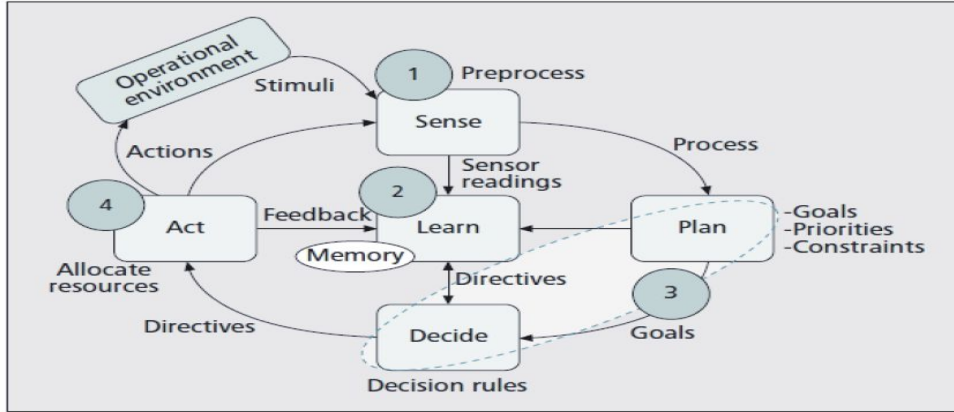 Operational
environment
Stimuli
1
Preprocess
Sense
Actions
Process
Sensor
readings
4
2
Feedback
Act
Learn
Plan
-Goals
-Priorities
-Constraints
Memory
Allocate
resources
Directives
3
Directives
Decide
Goals
Decision rules